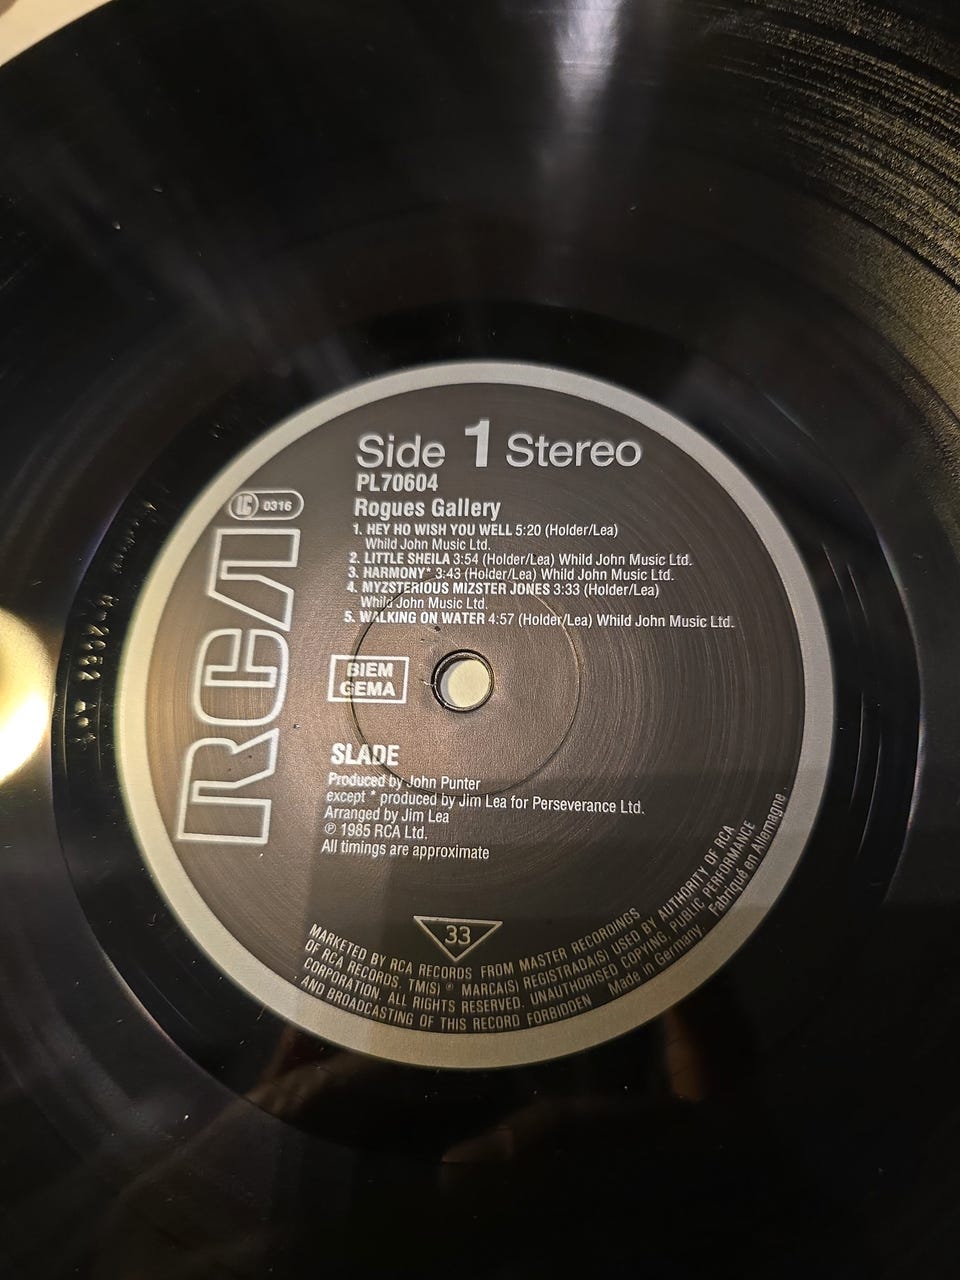 Side 1 Stereo
PL70604
Rogues Gallery
1. HEY HO WISH YOU WELL 5:20 (Holder/Lea)
Whild John Music Ltd.
2. LITTLE SHEILA 3:54 (Holder/Lea) Whild John Music Ltd.
3. HARMONY* 3:43 (Holder/Lea) Whild John Music Ltd.
4. MYZSTERIOUS MIZSTER JONES 3:33 (Holder/Lea)
Whild John Music Ltd.
5. WALKING ON WATER 4:57 (Holder/Lea) Whild John Music Ltd.
LC 0316
RCA
BIEM
GEMA
SLADE
Produced by John Punter
except * produced by Jim Lea for Perseverance Ltd.
Arranged by Jim Lea
℗ 1985 RCA Ltd.
All timings are approximate
33
MARKETED BY RCA RECORDS FROM MASTER RECORDINGS
OF RCA RECORDS. TM(S) ® MARCA(S) REGISTRADA(S) USED BY AUTHORITY OF RCA
CORPORATION. ALL RIGHTS RESERVED. UNAUTHORISED COPYING PUBLIC PERFORMANCE
AND BROADCASTING OF THIS RECORD FORBIDDEN Made in Germany. Fabriqué en Allemagne.